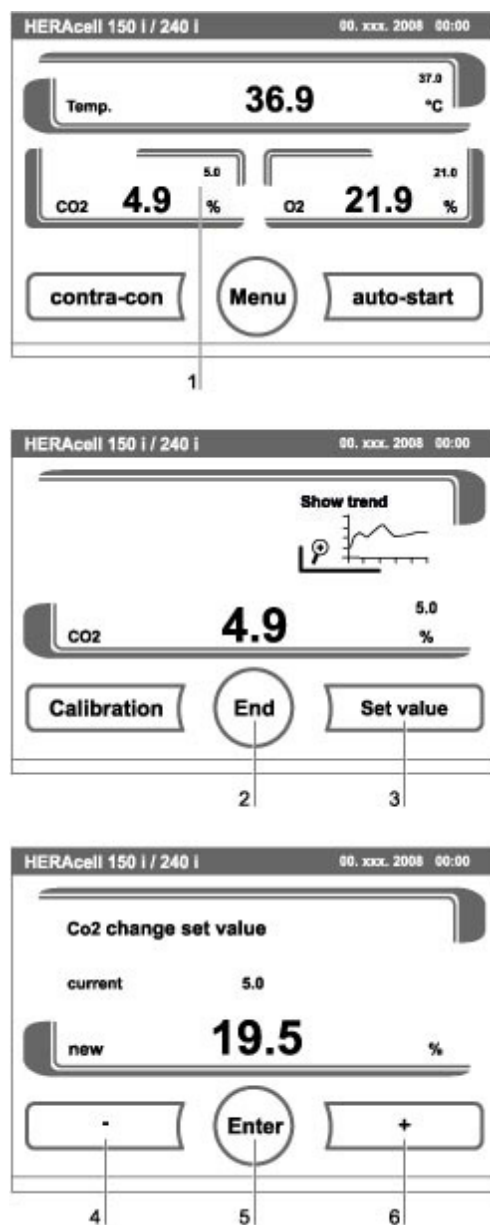 HERAcell 150 i / 240 i 00. xxx. 2008 00:00
37.0
Temp. 36.9 °C
5.0 21.0
CO2 4.9 % O2 21.9 %
contra-con Menu auto-start
1
HERAcell 150 i / 240 i 00. xxx. 2008 00:00
Show trend
5.0
CO2 4.9 %
Calibration End Set value
2 3
HERAcell 150 i / 240 i 00. xxx. 2008 00:00
Co2 change set value
current 5.0
new 19.5 %
- Enter +
4 5 6